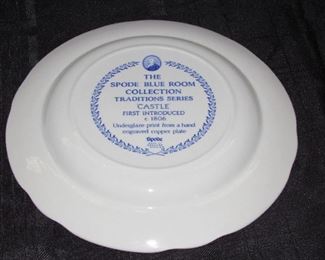 THE
SPODE BLUE ROOM
COLLECTION
TRADITIONS SERIES
CASTLE
FIRST INTRODUCED
c 1806
Underglaze print from a hand
engraved copper plate
Spode